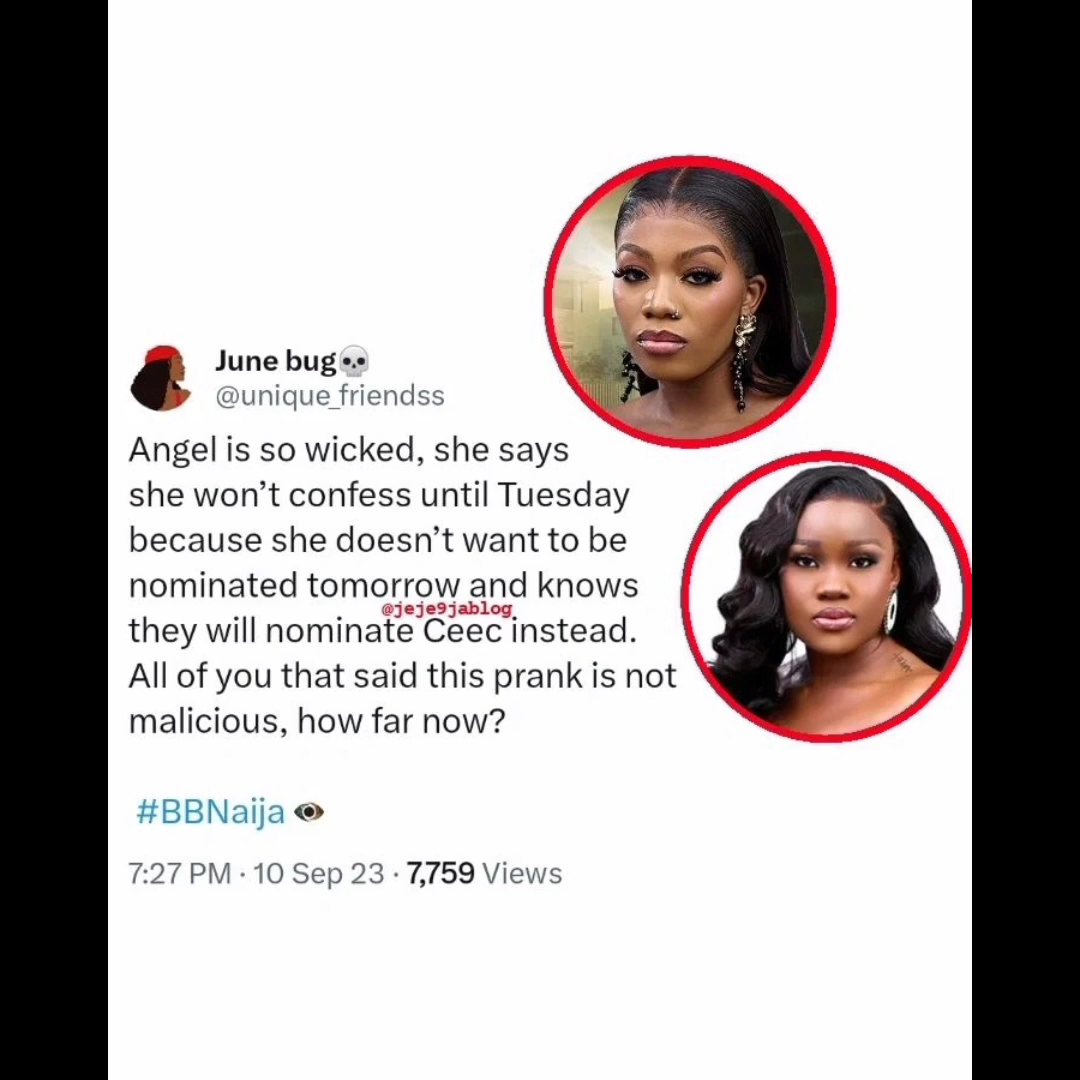 June bug💀
@unique_friendss
Angel is so wicked, she says
she won’t confess until Tuesday
because she doesn’t want to be
nominated tomorrow and knows
@jeje9jablog
they will nominate Ceec instead.
All of you that said this prank is not
malicious, how far now?
#BBNaija 👁️
7:27 PM · 10 Sep 23 · 7,759 Views